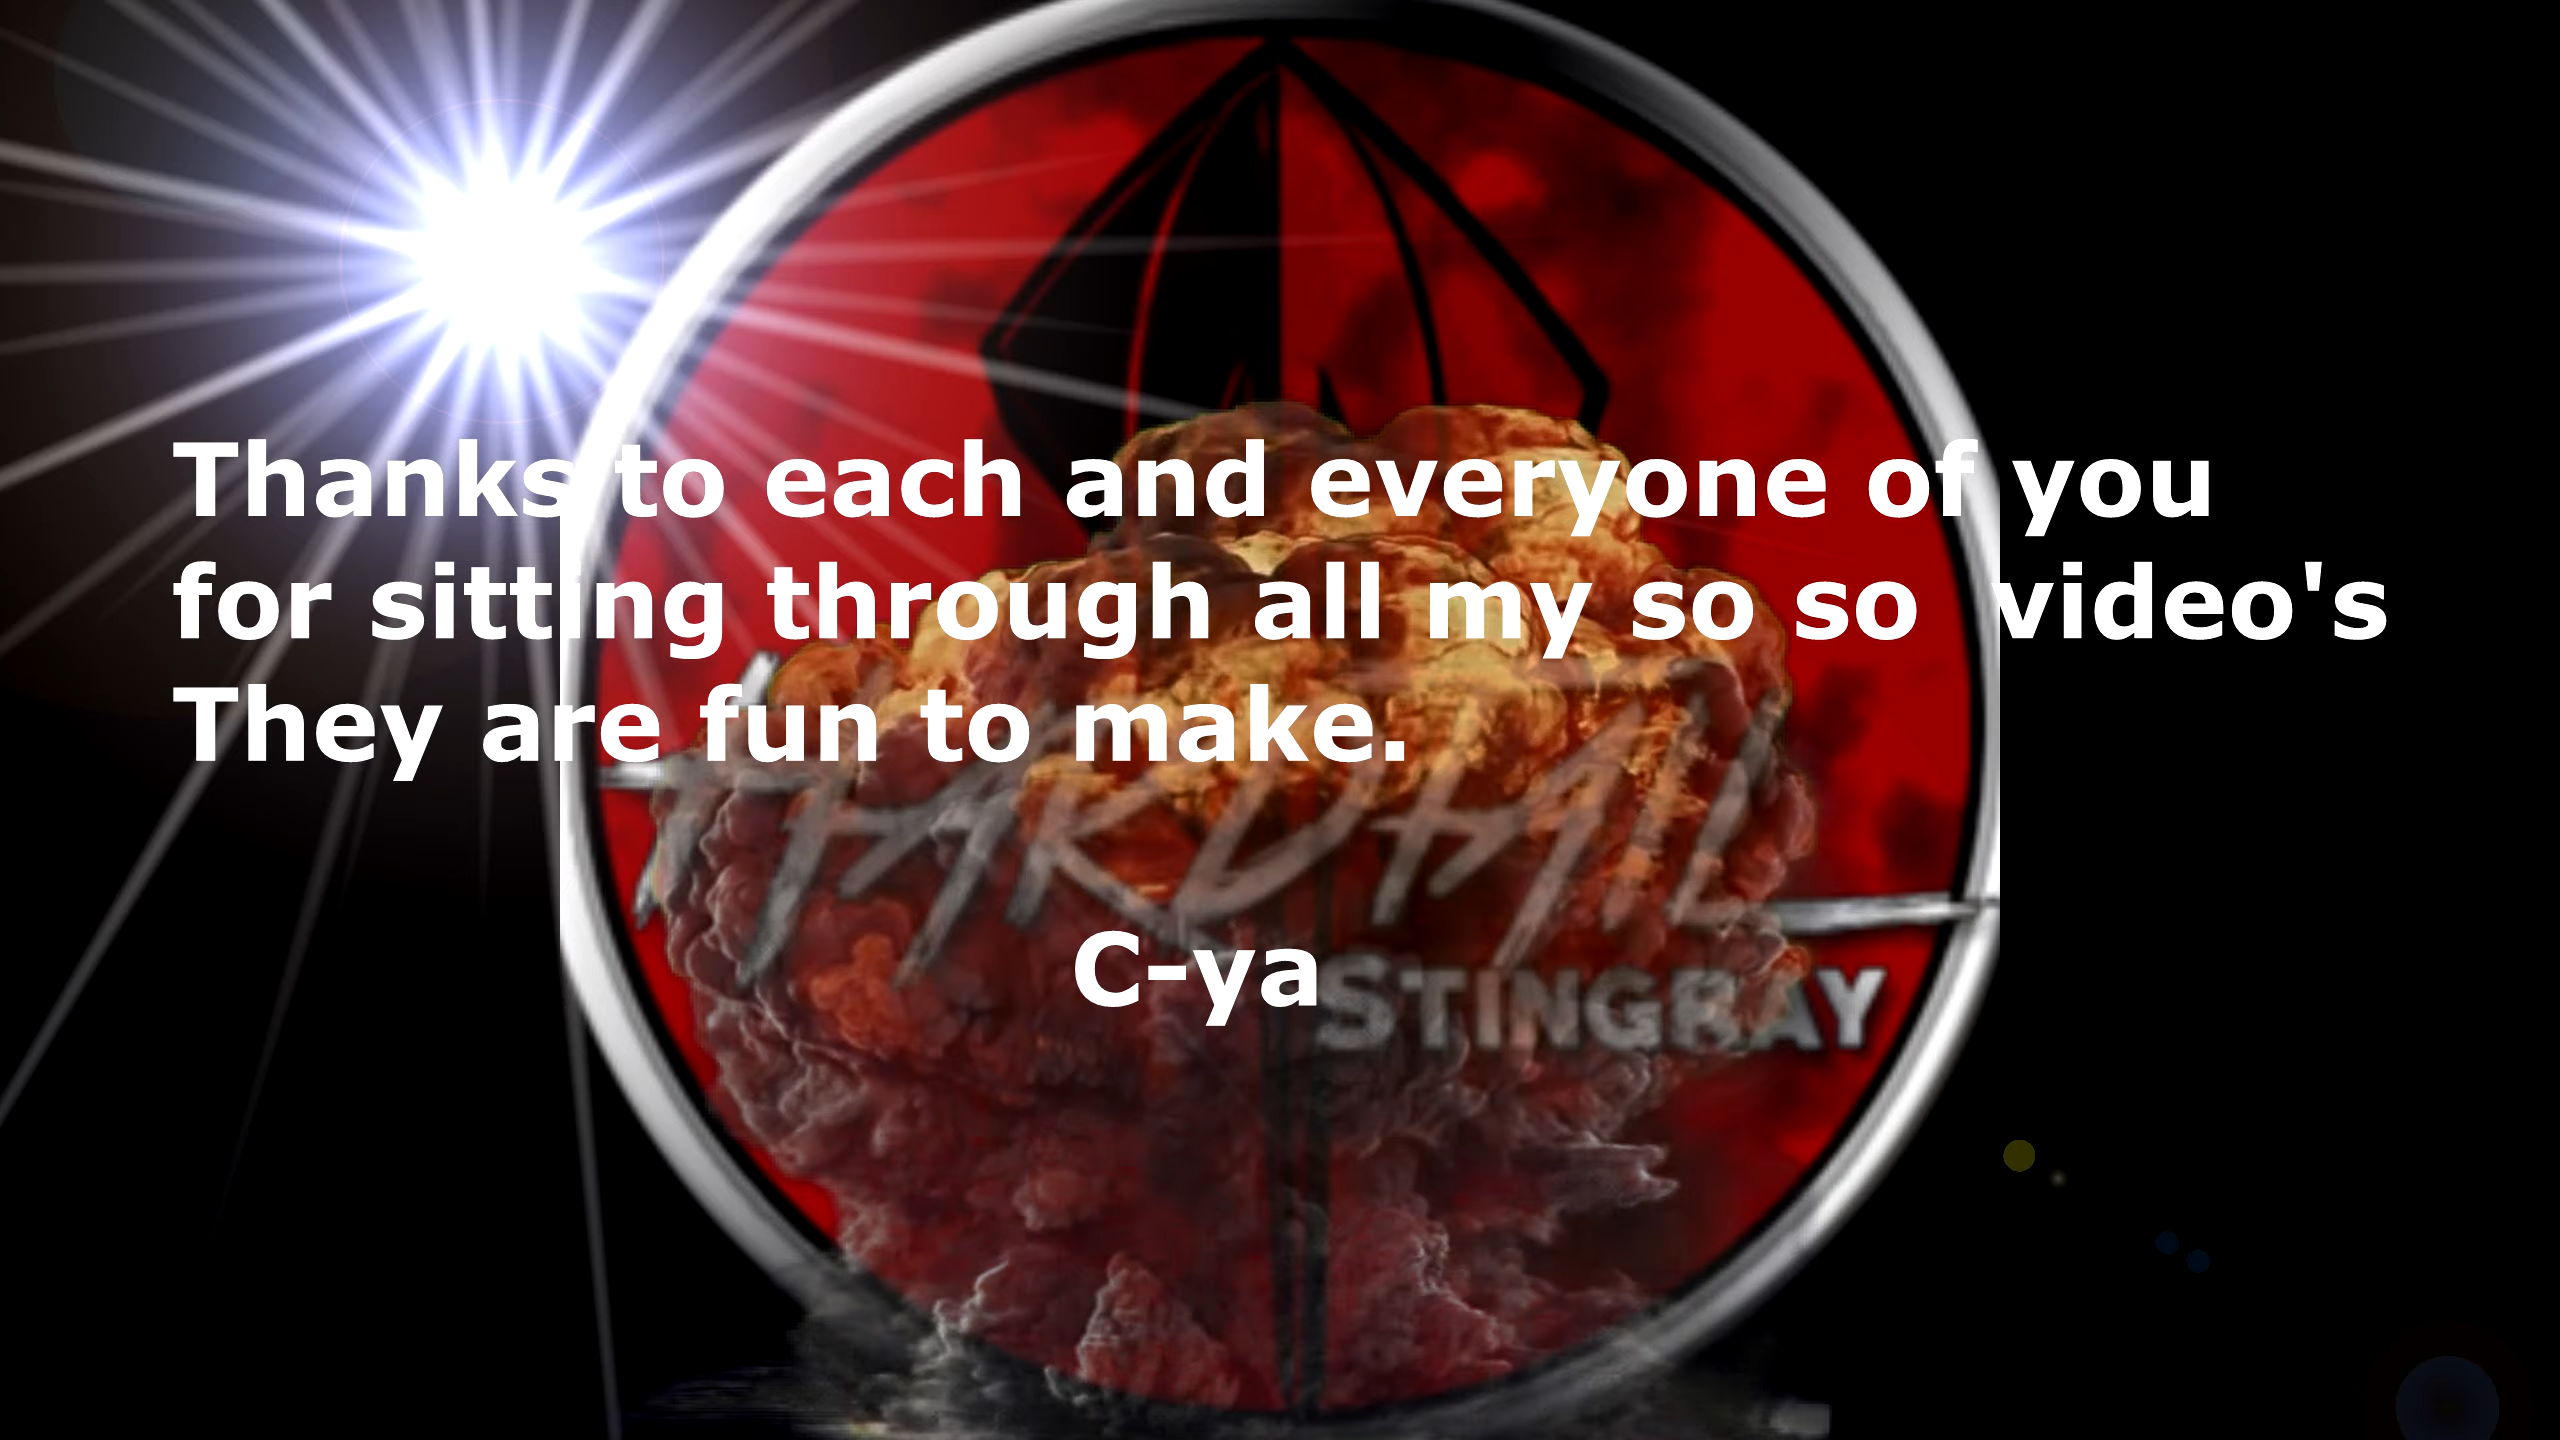 Thanks to each and everyone of you
for sitting through all my so so  video's
They are fun to make.
HARDTAIL
C-ya
STINGRAY